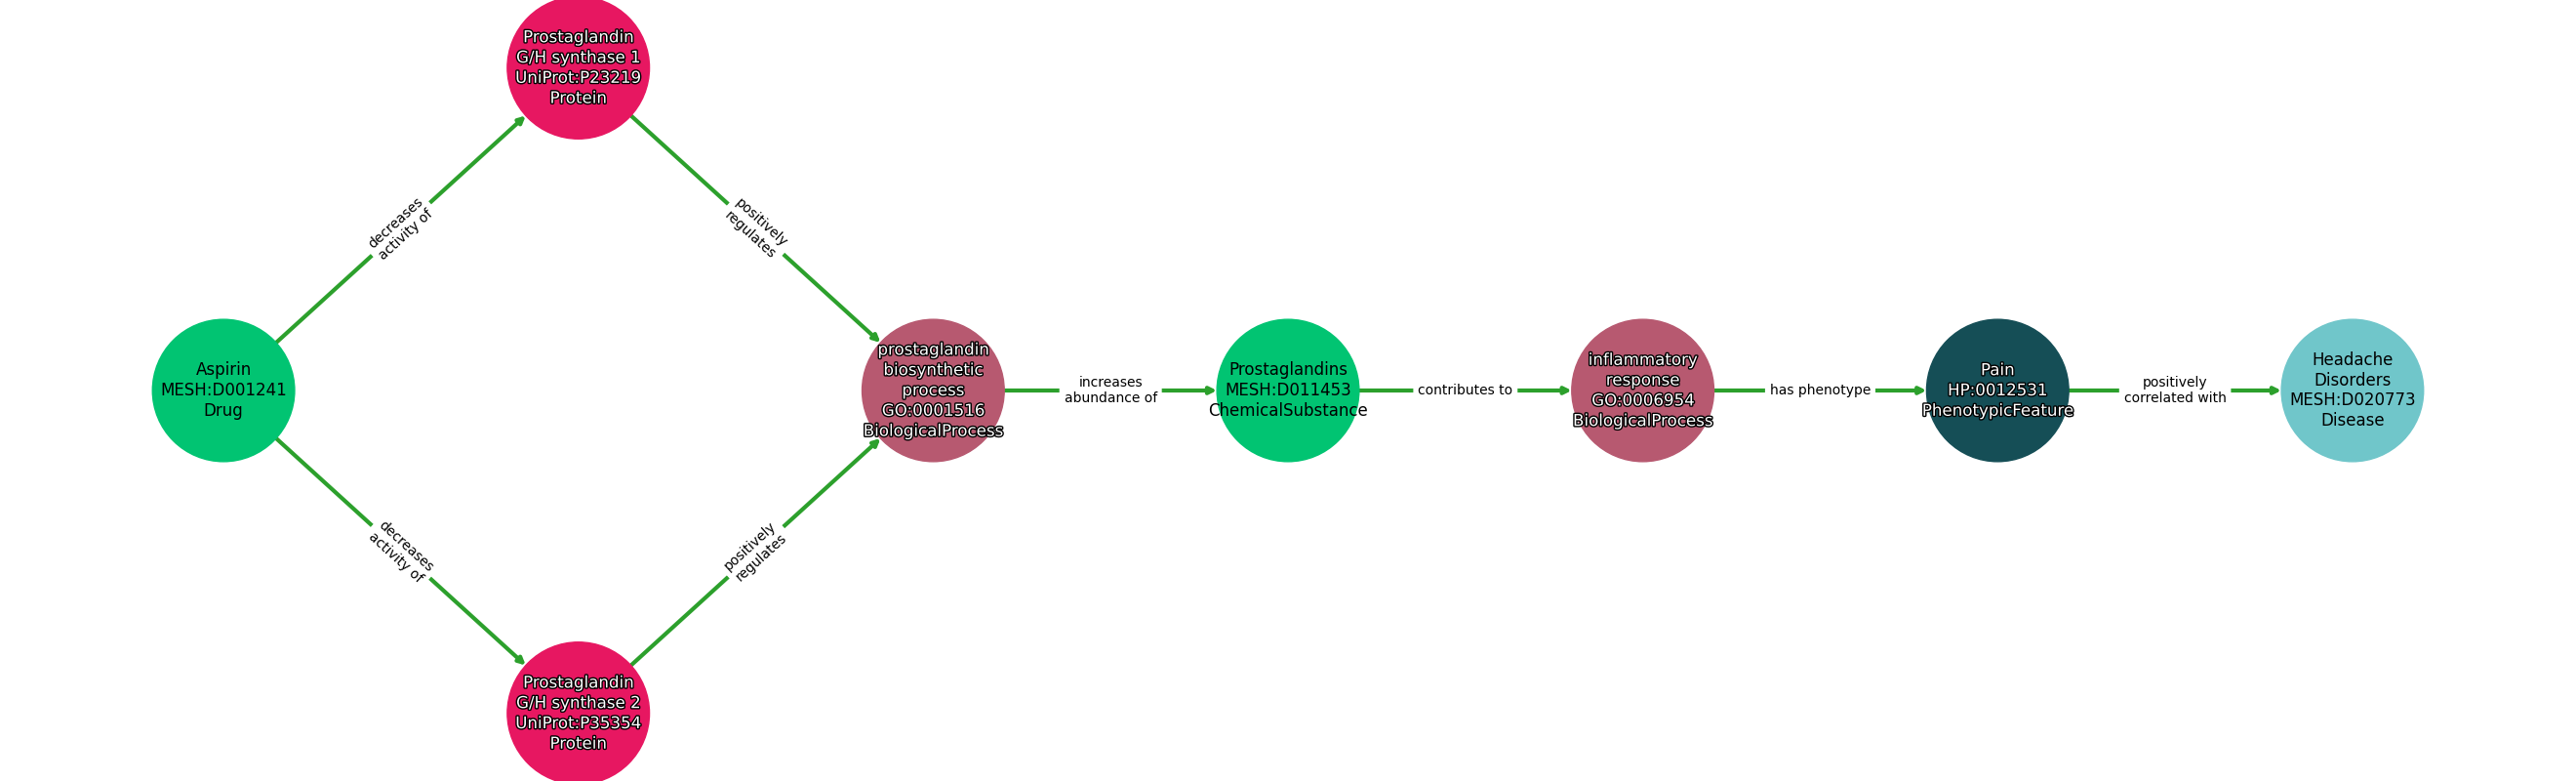 Prostaglandin
G/H synthase 1
UniProt:P23219
Protein
decreases
activity of
positively
regulates
Aspirin
MESH:D001241
Drug
prostaglandin
biosynthetic
process
GO:0001516
BiologicalProcess
increases
abundance of
Prostaglandins
MESH:D011453
ChemicalSubstance
contributes to
inflammatory
response
GO:0006954
BiologicalProcess
has phenotype
Pain
HP:0012531
PhenotypicFeature
positively
correlated with
Headache
Disorders
MESH:D020773
Disease
decreases
activity of
positively
regulates
Prostaglandin
G/H synthase 2
UniProt:P35354
Protein